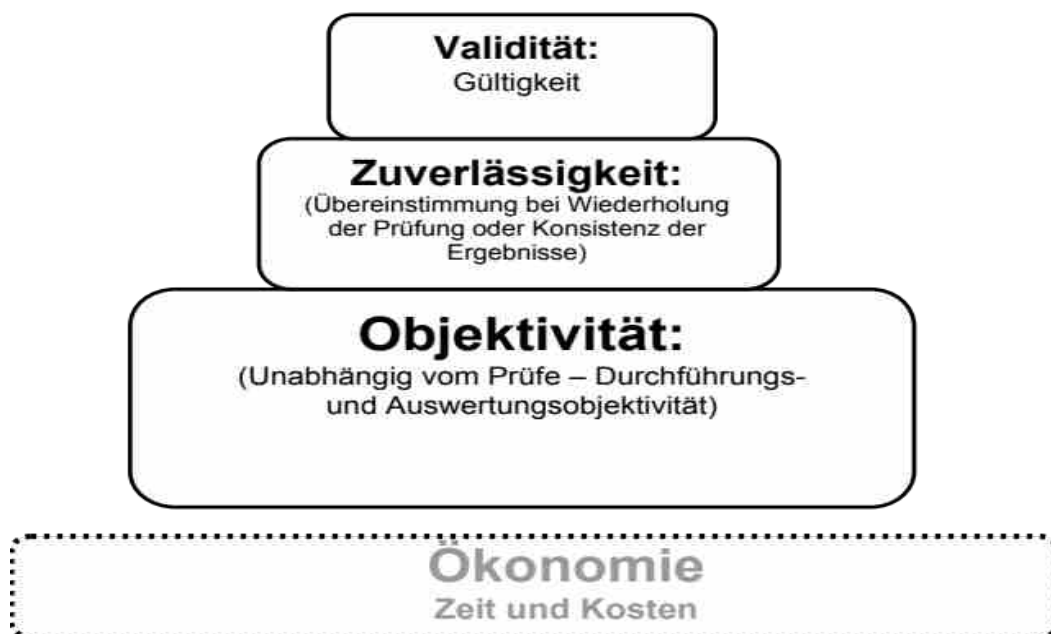 Validität:
Gültigkeit
Zuverlässigkeit:
(Übereinstimmung bei Wiederholung
der Prüfung oder Konsistenz der
Ergebnisse)
Objektivität:
(Unabhängig vom Prüfe – Durchführungs-
und Auswertungsobjektivität)
Ökonomie
Zeit und Kosten